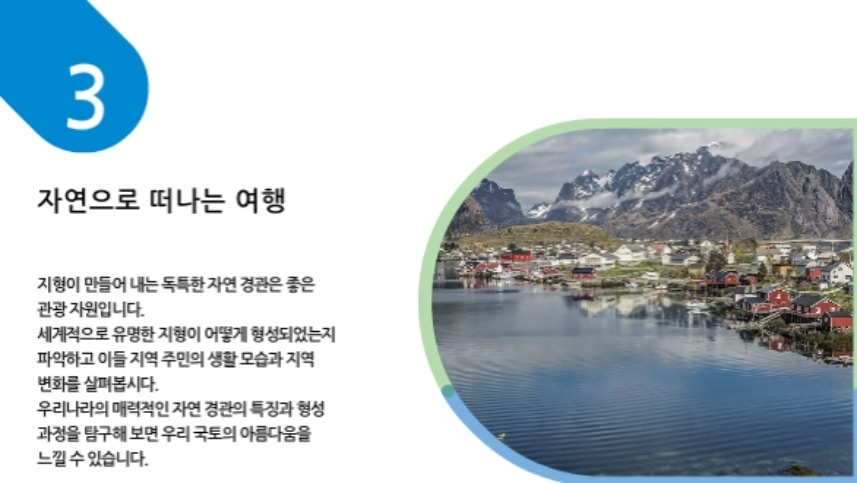 3
자연으로 떠나는 여행
지형이 만들어 내는 독특한 자연 경관은 좋은
관광 자원입니다.
세계적으로 유명한 지형이 어떻게 형성되었는지
파악하고 이들 지역 주민의 생활 모습과 지역
변화를 살펴봅시다.
우리나라의 매력적인 자연 경관의 특징과 형성
과정을 탐구해 보면 우리 국토의 아름다움을
느낄 수 있습니다.